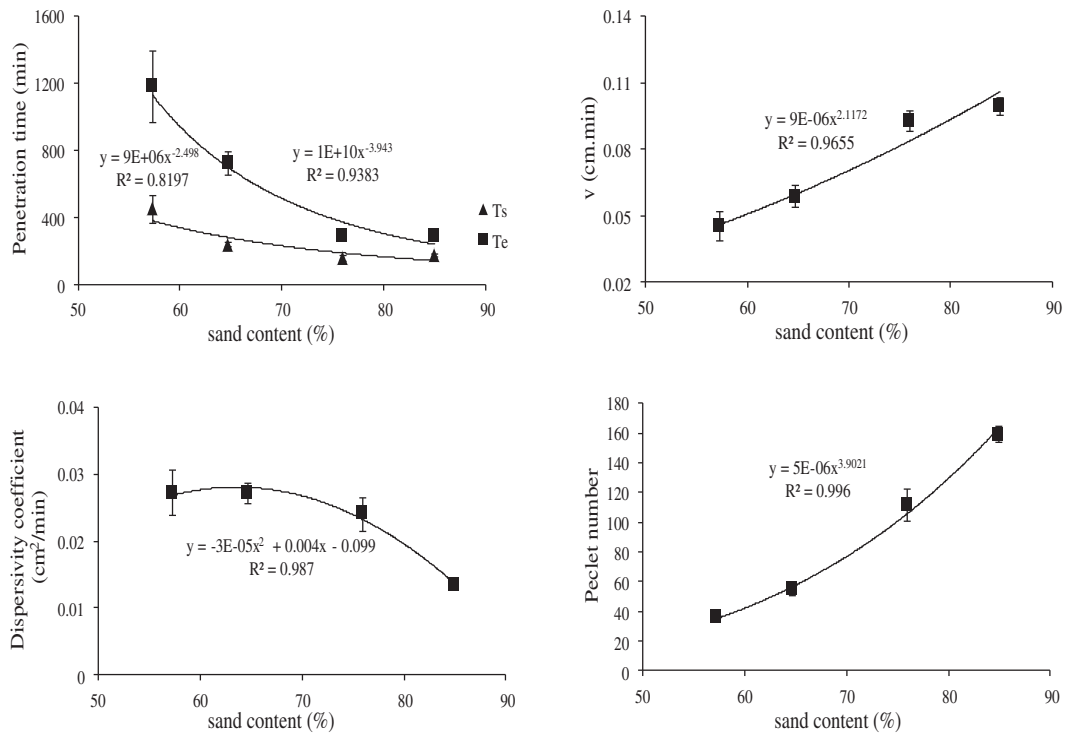 1600
1200
800
400
0
Penetration time (min)
y = 9E+06x^-2.498
R² = 0.8197
y = 1E+10x^-3.943
R² = 0.9383
Ts
Te
50 60 70 80 90
sand content (%)
0.14
0.11
0.08
0.05
0.02
v (cm.min)
y = 9E-06x^2.1172
R² = 0.9655
50 60 70 80 90
sand content (%)
0.04
0.03
0.02
0.01
0
Dispersivity coefficient
(cm²/min)
y = -3E-05x² + 0.004x - 0.099
R² = 0.987
50 60 70 80 90
sand content (%)
180
160
140
120
100
80
60
40
20
0
Peclet number
y = 5E-06x^3.9021
R² = 0.996
50 60 70 80 90
sand content (%)